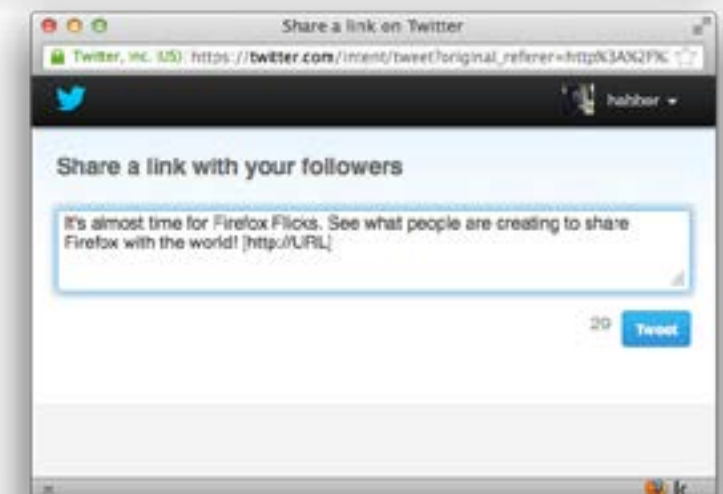 Share a link on Twitter
Twitter, Inc. (US) https://twitter.com/intent/tweet?original_referer=http%3A%2F%
habber
Share a link with your followers
It's almost time for Firefox Flicks. See what people are creating to share
Firefox with the world! [http://URL]
20
Tweet